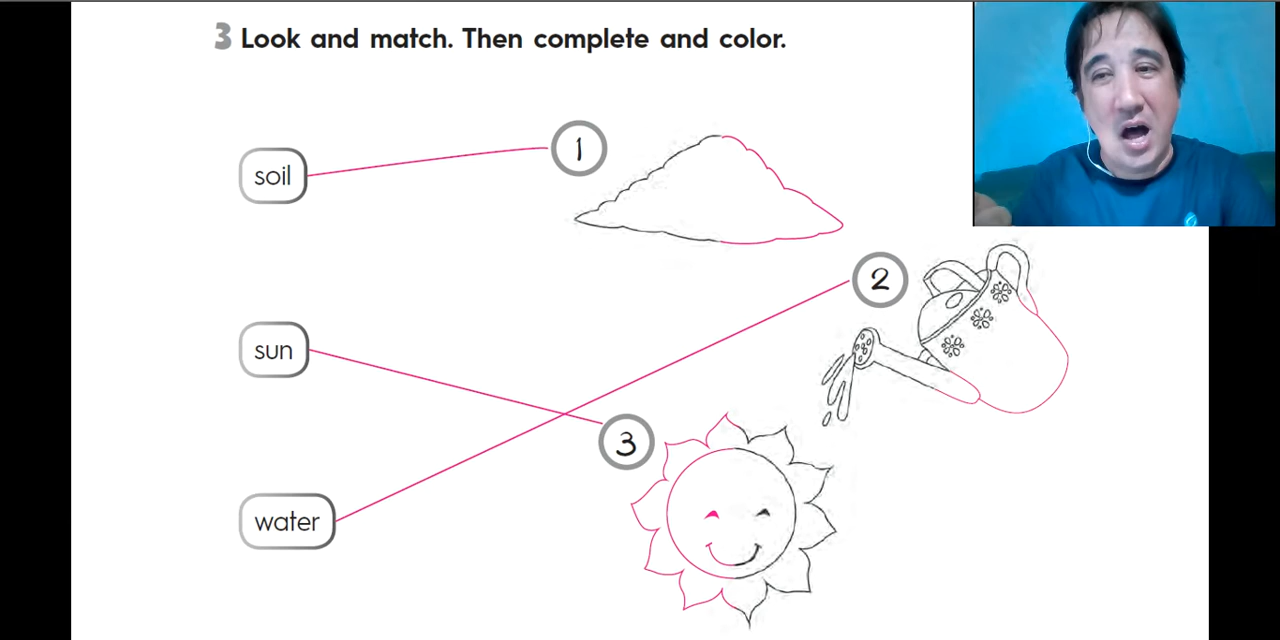 3 Look and match. Then complete and color.
soil
1
2
sun
3
water